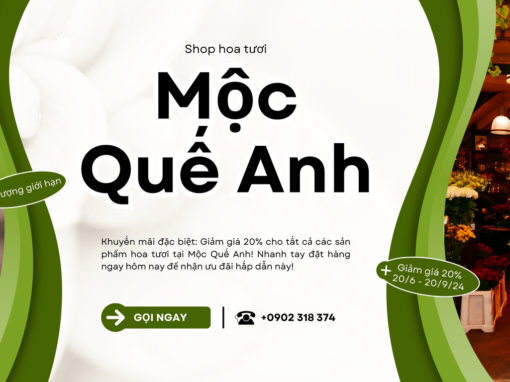 Shop hoa tươi
Mộc
Quế Anh
ượng giới hạn
Khuyến mãi đặc biệt: Giảm giá 20% cho tất cả các sản
phẩm hoa tươi tại Mộc Quế Anh! Nhanh tay đặt hàng
ngay hôm nay để nhận ưu đãi hấp dẫn này!
Giảm giá 20%
20/6 - 20/9/24
GỌI NGAY
+0902 318 374